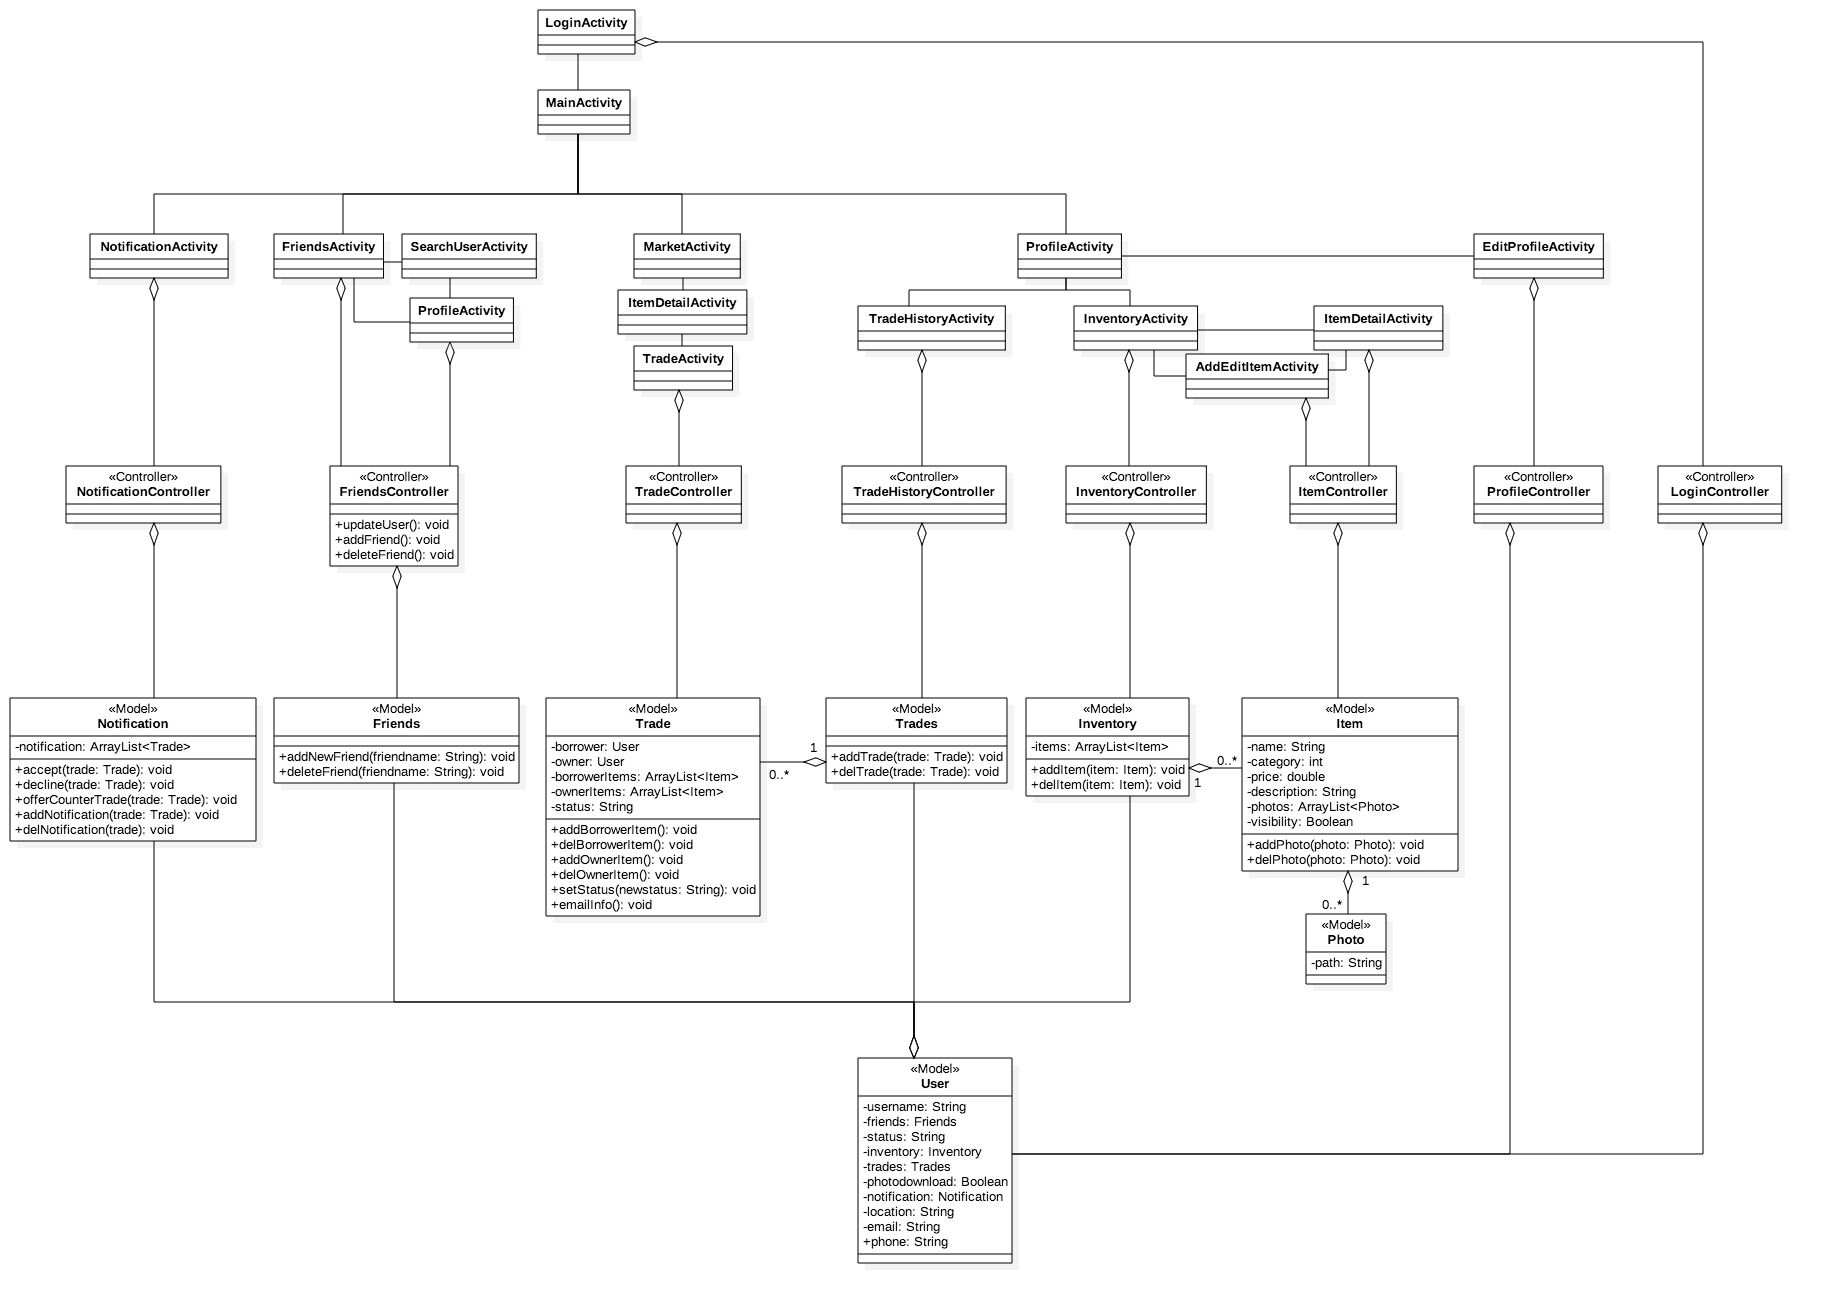 LoginActivity
MainActivity
NotificationActivity
FriendsActivity
SearchUserActivity
MarketActivity
ProfileActivity
EditProfileActivity
ProfileActivity
ItemDetailActivity
TradeActivity
TradeHistoryActivity
InventoryActivity
ItemDetailActivity
AddEditItemActivity
«Controller»
NotificationController
«Controller»
FriendsController
+updateUser(): void
+addFriend(): void
+deleteFriend(): void
«Controller»
TradeController
«Controller»
TradeHistoryController
«Controller»
InventoryController
«Controller»
ItemController
«Controller»
ProfileController
«Controller»
LoginController
«Model»
Notification
-notification: ArrayList<Trade>
+accept(trade: Trade): void
+decline(trade: Trade): void
+offerCounterTrade(trade: Trade): void
+addNotification(trade: Trade): void
+delNotification(trade): void
«Model»
Friends
+addNewFriend(friendname: String): void
+deleteFriend(friendname: String): void
«Model»
Trade
-borrower: User
-owner: User
-borrowerItems: ArrayList<Item>
-ownerItems: ArrayList<Item>
-status: String
+addBorrowerItem(): void
+delBorrowerItem(): void
+addOwnerItem(): void
+delOwnerItem(): void
+setStatus(newstatus: String): void
+emailInfo(): void
1
0..*
«Model»
Trades
+addTrade(trade: Trade): void
+delTrade(trade: Trade): void
«Model»
Inventory
-items: ArrayList<Item>
+addItem(item: Item): void
+delItem(item: Item): void
0..*
1
«Model»
Item
-name: String
-category: int
-price: double
-description: String
-photos: ArrayList<Photo>
-visibility: Boolean
+addPhoto(photo: Photo): void
+delPhoto(photo: Photo): void
1
0..*
«Model»
Photo
-path: String
«Model»
User
-username: String
-friends: Friends
-status: String
-inventory: Inventory
-trades: Trades
-photodownload: Boolean
-notification: Notification
-location: String
-email: String
+phone: String